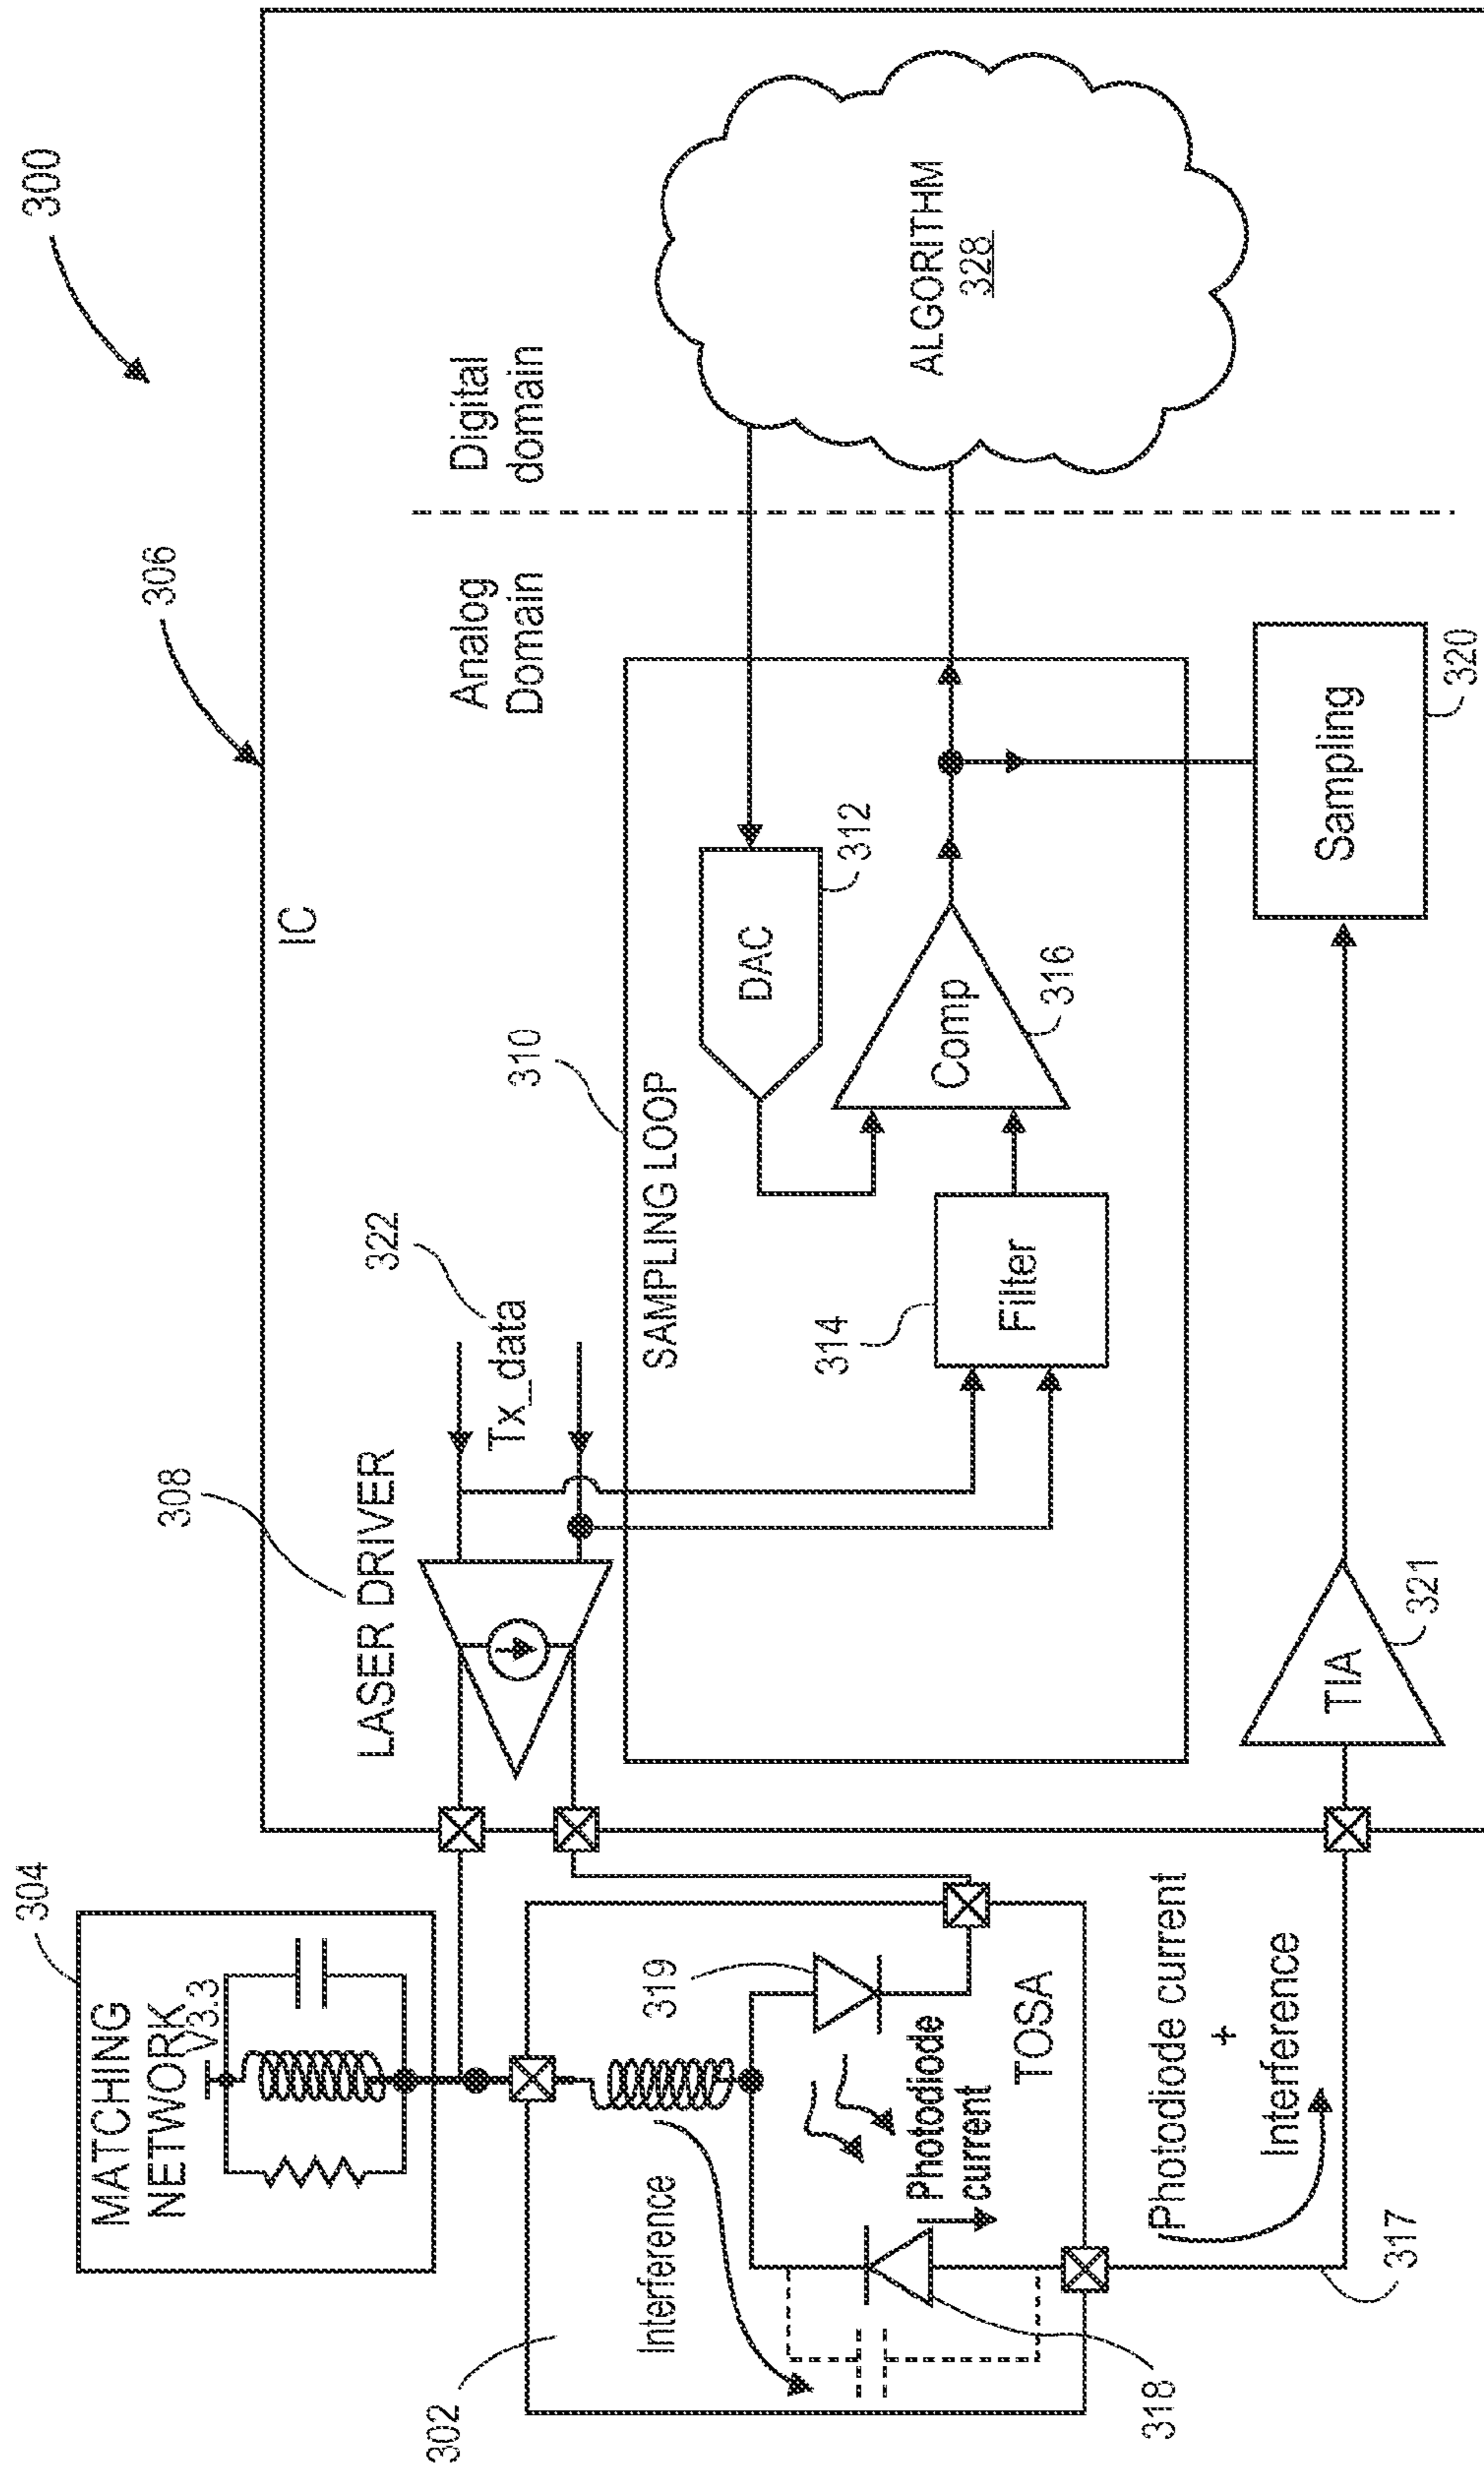 300
306
304
MATCHING
NETWORK
V3.3
308
LASER DRIVER
IC
322
Tx_data
Analog
Domain
Digital
domain
310
SAMPLING LOOP
DAC
312
314
Filter
Comp
316
ALGORITHM
328
302
Interference
319
Photodiode
current
TOSA
318
Photodiode current
+
Interference
317
TIA
321
Sampling
320